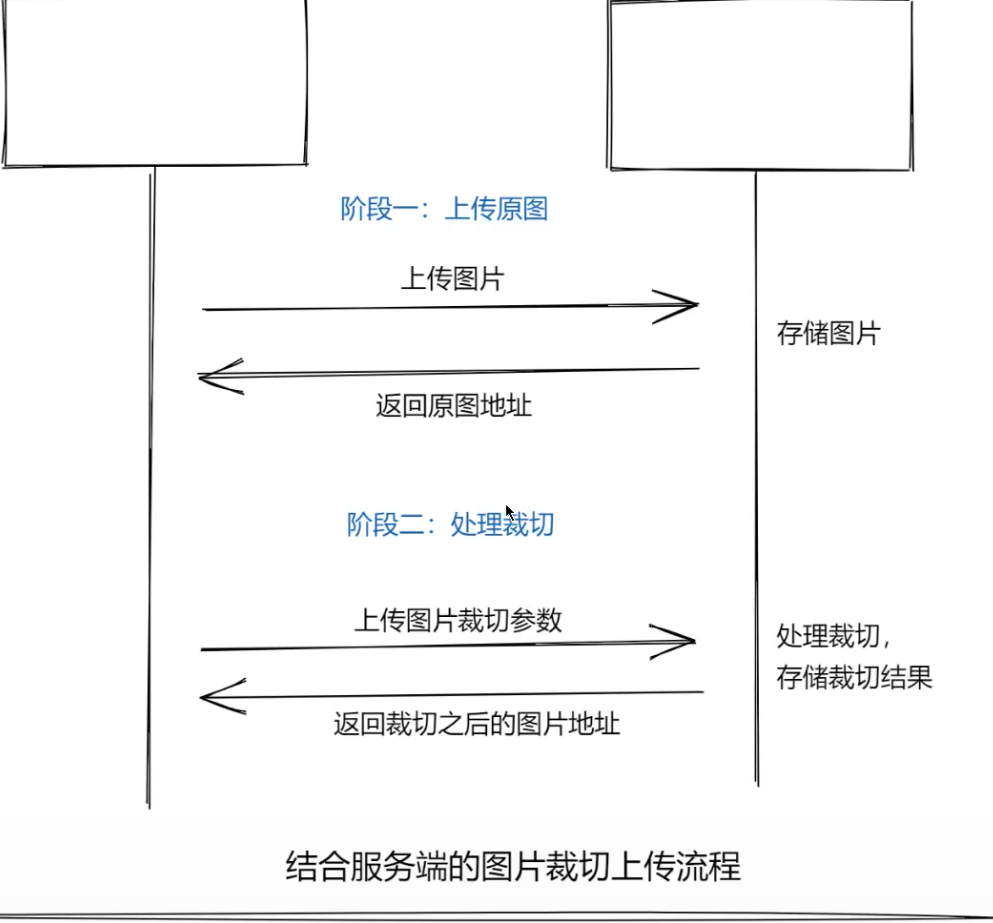 阶段一：上传原图
上传图片
存储图片
返回原图地址
阶段二：处理裁切
上传图片裁切参数
处理裁切，
存储裁切结果
返回裁切之后的图片地址
结合服务端的图片裁切上传流程